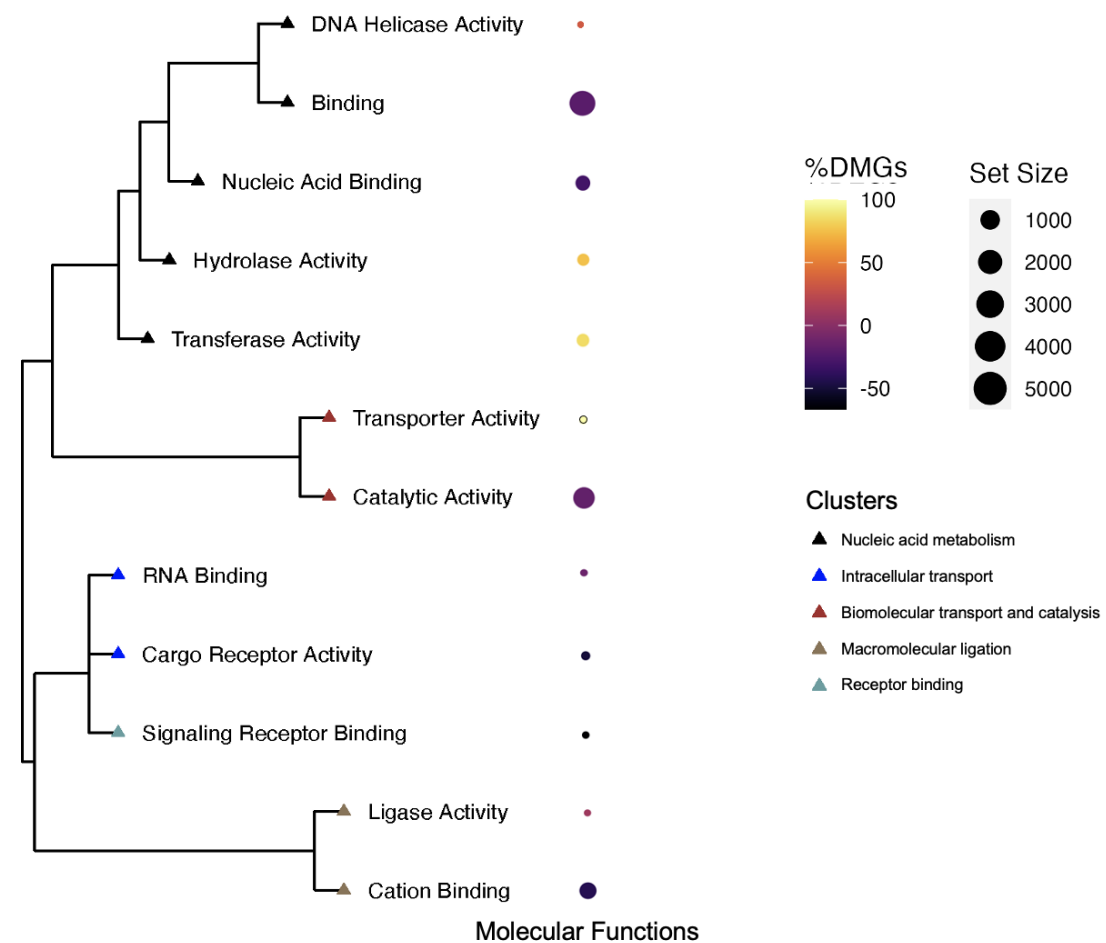 DNA Helicase Activity
Binding
Nucleic Acid Binding
Hydrolase Activity
Transferase Activity
Transporter Activity
Catalytic Activity
RNA Binding
Cargo Receptor Activity
Signaling Receptor Binding
Ligase Activity
Cation Binding
Molecular Functions
%DMGs
100
50
0
-50
Set Size
1000
2000
3000
4000
5000
Clusters
Nucleic acid metabolism
Intracellular transport
Biomolecular transport and catalysis
Macromolecular ligation
Receptor binding